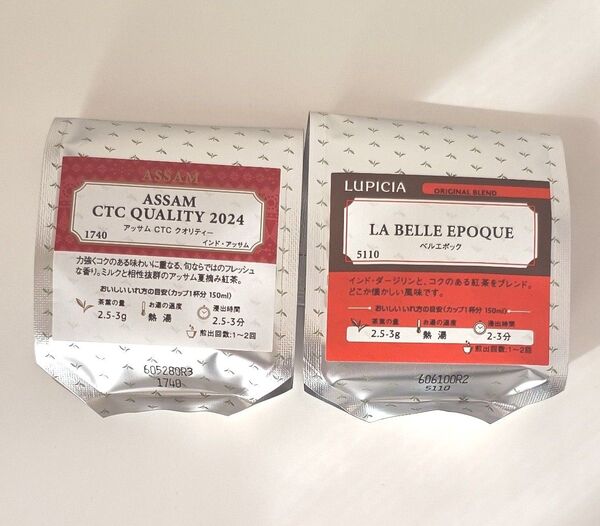 ASSAM
ASSAM
CTC QUALITY 2024
アッサム CTC クオリティー
1740
インド・アッサム
力強くコクのある味わいに重なる、旬ならではのフレッシュ
な香り。ミルクと相性抜群のアッサム夏摘み紅茶。
おいしい いれ方の目安(カップ1杯分 150ml)
茶葉の量 お湯の温度 浸出時間
2.5-3g 熱湯 2.5-3分
煎出回数:1~2回
605280R3
1740
LUPICIA ORIGINAL BLEND
LA BELLE EPOQUE
5110
ベルエポック
インド・ダージリンと、コクのある紅茶をブレンド。
どこか懐かしい風味です。
おいしい いれ方の目安(カップ1杯分 150ml)
茶葉の量 お湯の温度 浸出時間
2.5-3g 熱湯 2-3分
煎出回数:1~2回
606100R2
5110